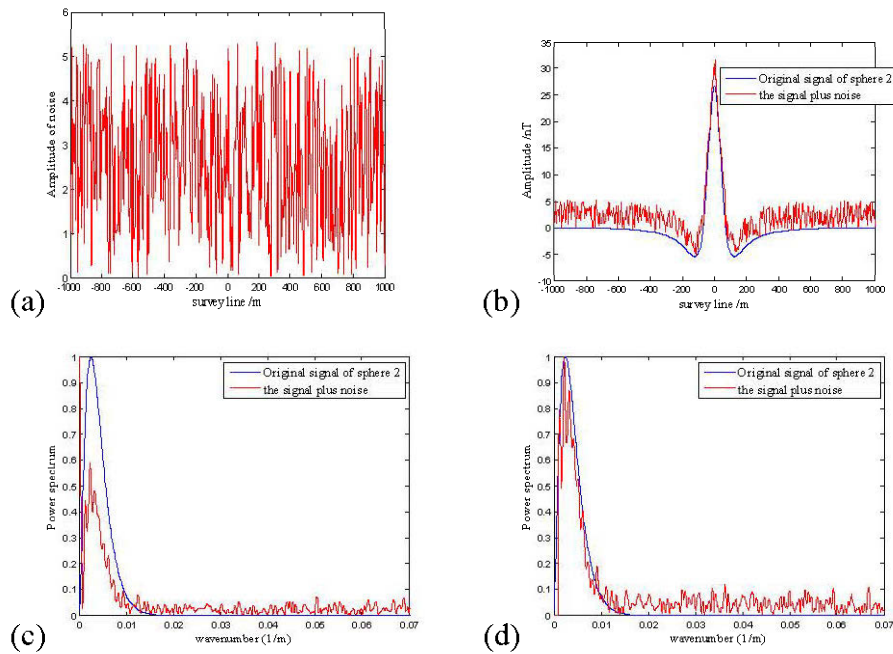 6
5
4
3
2
1
0
Amplitude of noise
-1000 -800 -600 -400 -200 0 200 400 600 800 1000
survey line /m
(a)
35
30
25
20
15
10
5
0
-5
-10
Amplitude /nT
Original signal of sphere 2
the signal plus noise
-1000 -800 -600 -400 -200 0 200 400 600 800 1000
survey line /m
(b)
1
0.9
0.8
0.7
0.6
0.5
0.4
0.3
0.2
0.1
0
Power spectrum
Original signal of sphere 2
the signal plus noise
0 0.01 0.02 0.03 0.04 0.05 0.06 0.07
wavenumber (1/m)
(c)
1
0.9
0.8
0.7
0.6
0.5
0.4
0.3
0.2
0.1
0
Power spectrum
Original signal of sphere 2
the signal plus noise
0 0.01 0.02 0.03 0.04 0.05 0.06 0.07
wavenumber (1/m)
(d)